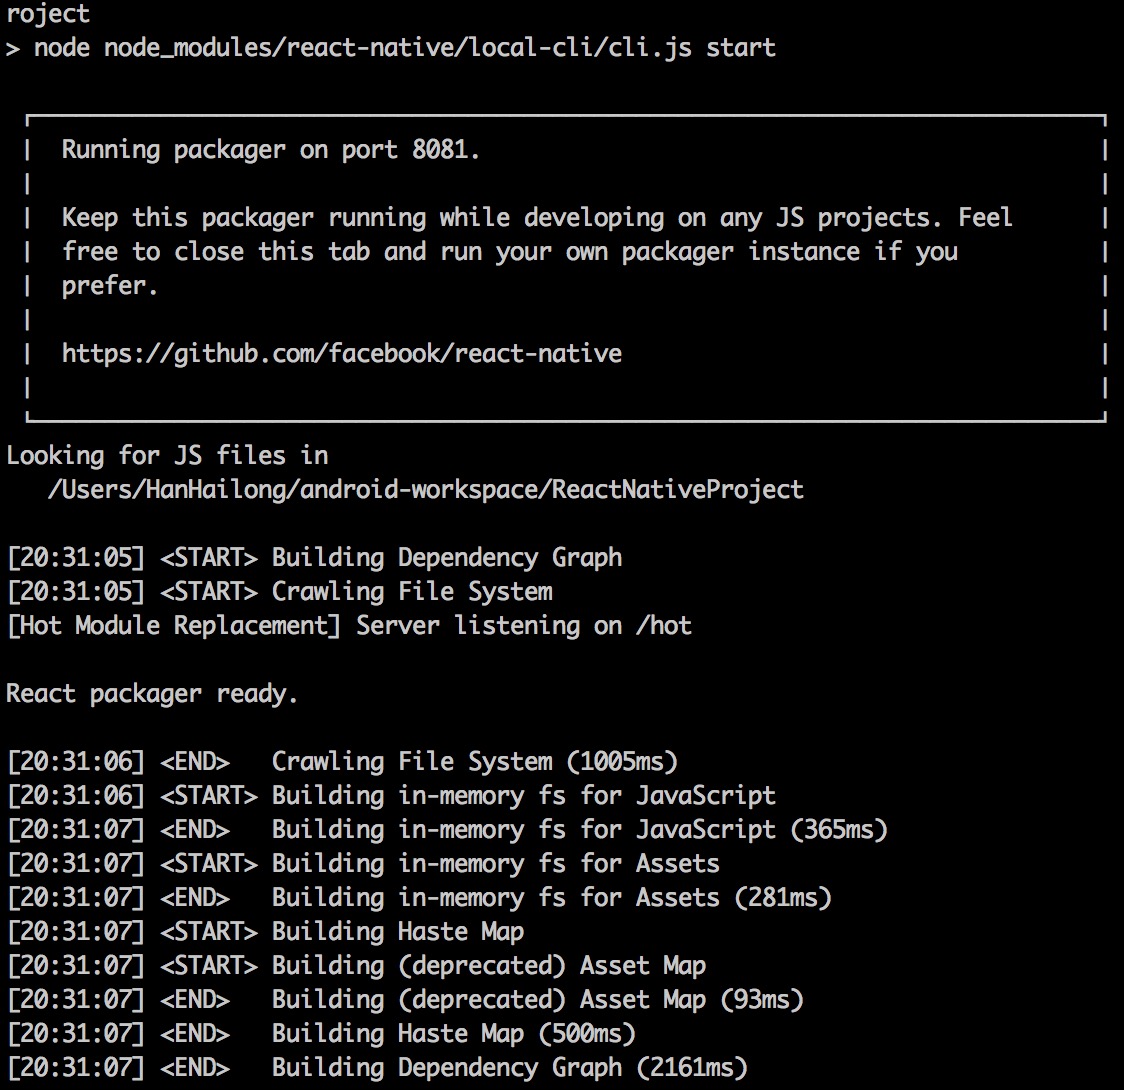 roject
> node node_modules/react-native/local-cli/cli.js start
Running packager on port 8081.
Keep this packager running while developing on any JS projects. Feel
free to close this tab and run your own packager instance if you
prefer.
https://github.com/facebook/react-native
Looking for JS files in
/Users/HanHailong/android-workspace/ReactNativeProject
[20:31:05] <START> Building Dependency Graph
[20:31:05] <START> Crawling File System
[Hot Module Replacement] Server listening on /hot
React packager ready.
[20:31:06] <END>   Crawling File System (1005ms)
[20:31:06] <START> Building in-memory fs for JavaScript
[20:31:07] <END>   Building in-memory fs for JavaScript (365ms)
[20:31:07] <START> Building in-memory fs for Assets
[20:31:07] <END>   Building in-memory fs for Assets (281ms)
[20:31:07] <START> Building Haste Map
[20:31:07] <START> Building (deprecated) Asset Map
[20:31:07] <END>   Building (deprecated) Asset Map (93ms)
[20:31:07] <END>   Building Haste Map (500ms)
[20:31:07] <END>   Building Dependency Graph (2161ms)